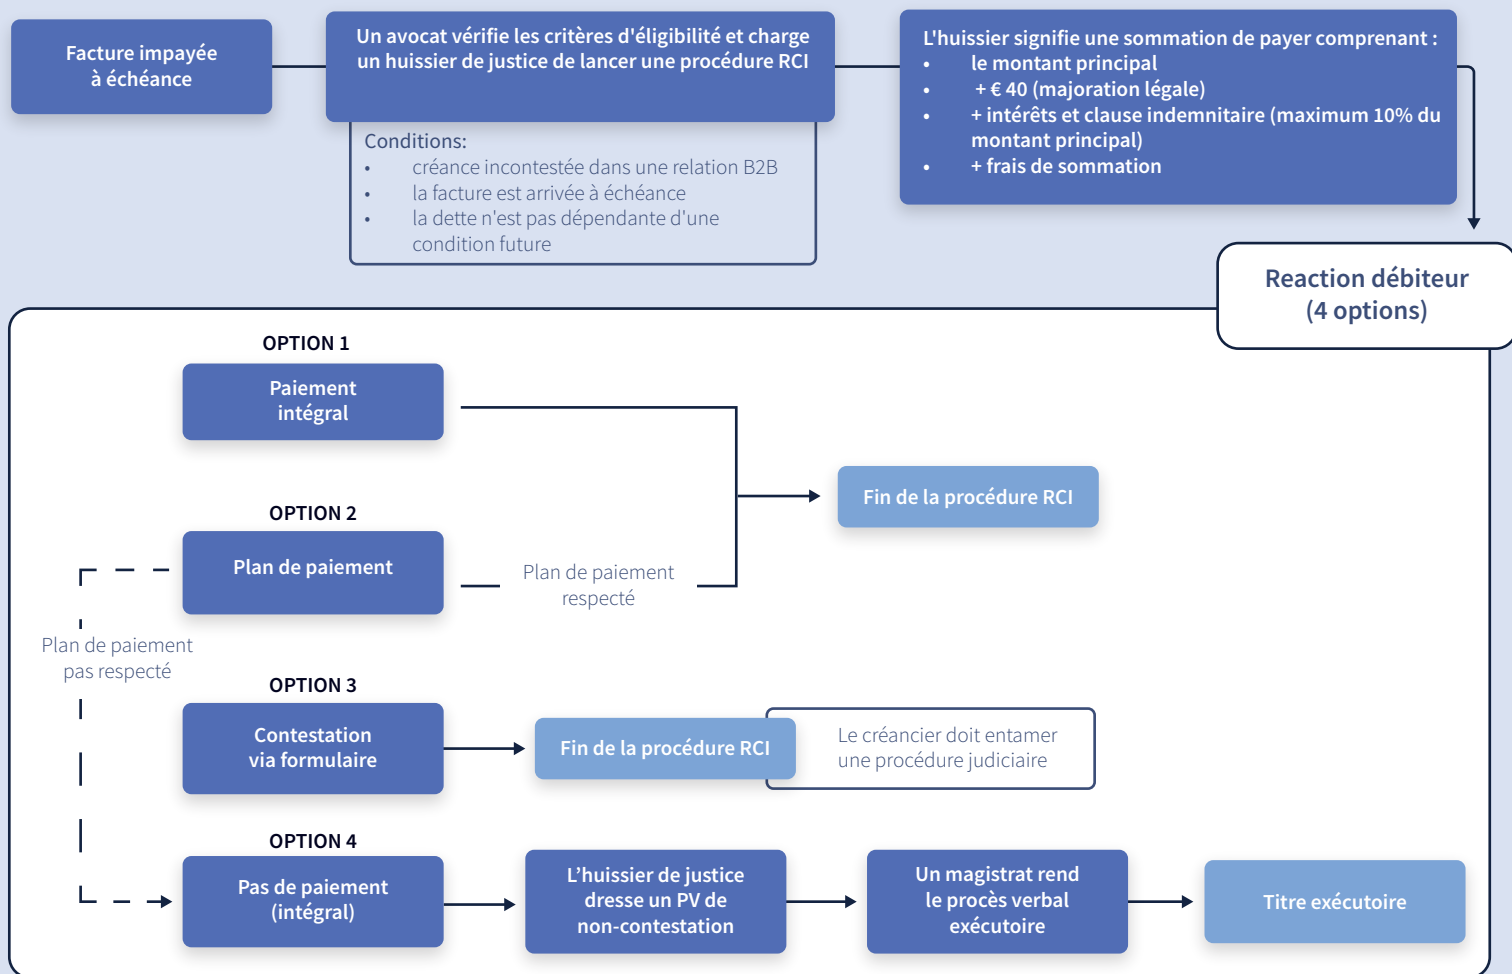 Facture impayée
à échéance
Un avocat vérifie les critères d'éligibilité et charge
un huissier de justice de lancer une procédure RCI
Conditions:
• créance incontestée dans une relation B2B
• la facture est arrivée à échéance
• la dette n'est pas dépendante d'une
condition future
L'huissier signifie une sommation de payer comprenant :
• le montant principal
• + € 40 (majoration légale)
• + intérêts et clause indemnitaire (maximum 10% du
montant principal)
• + frais de sommation
Reaction débiteur
(4 options)
OPTION 1
Paiement
intégral
Fin de la procédure RCI
OPTION 2
Plan de paiement
Plan de paiement
respecté
Plan de paiement
pas respecté
OPTION 3
Contestation
via formulaire
Fin de la procédure RCI
Le créancier doit entamer
une procédure judiciaire
OPTION 4
Pas de paiement
(intégral)
L’huissier de justice
dresse un PV de
non-contestation
Un magistrat rend
le procès verbal
exécutoire
Titre exécutoire